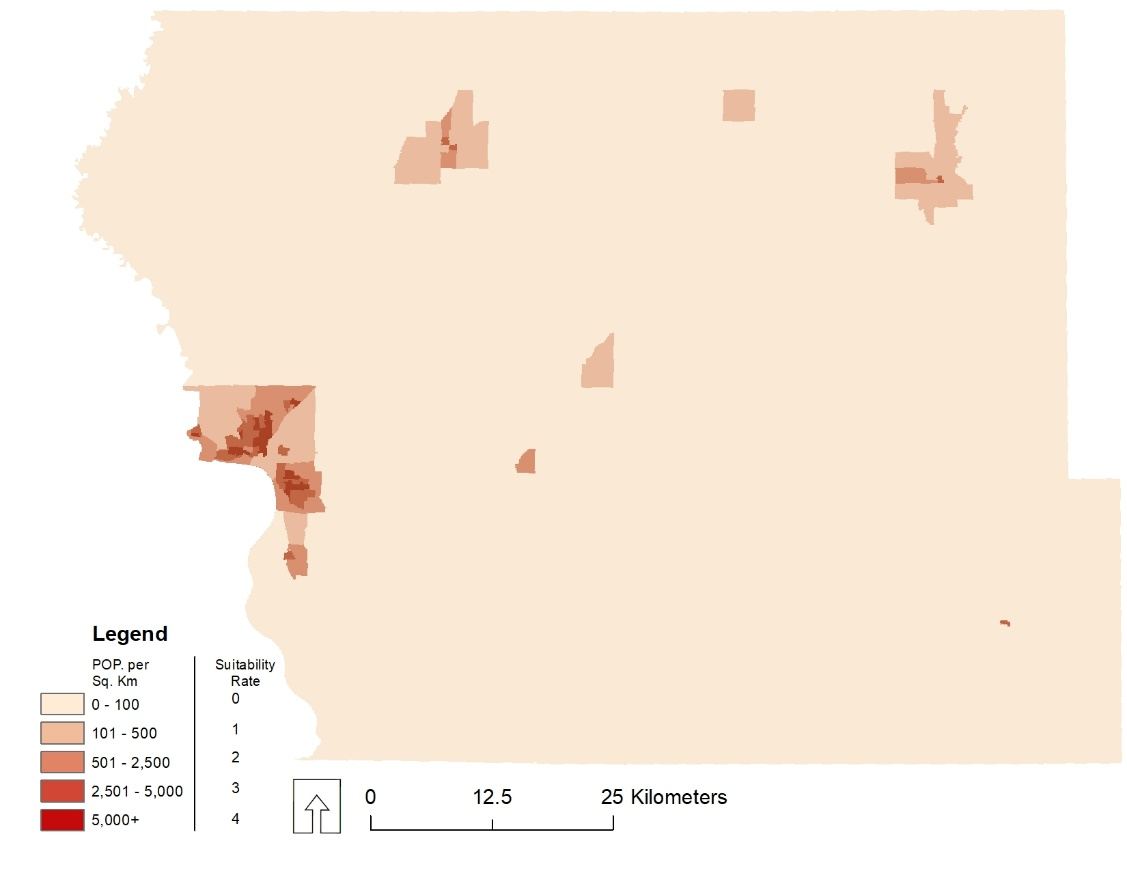 Legend
POP. per
Sq. Km
Suitability
Rate
0 - 100
0
101 - 500
1
501 - 2,500
2
2,501 - 5,000
3
5,000+
4
0
12.5
25 Kilometers